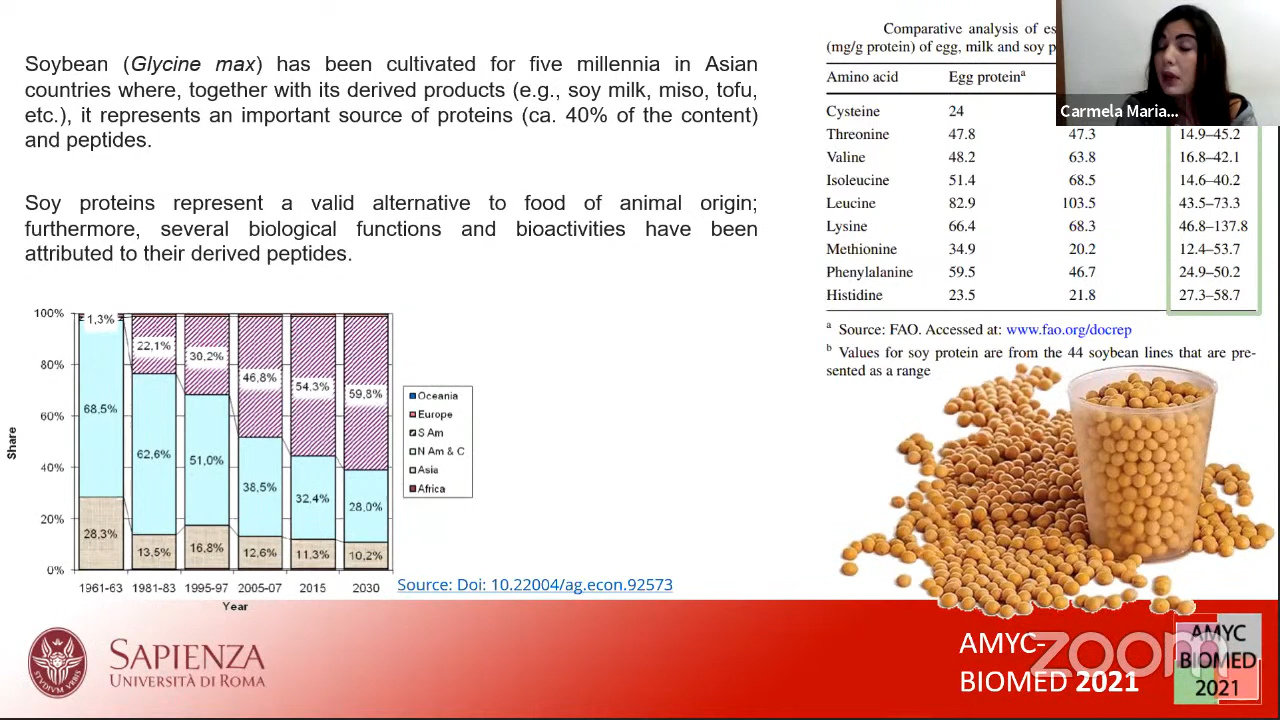 Soybean (Glycine max) has been cultivated for five millennia in Asian
countries where, together with its derived products (e.g., soy milk, miso, tofu,
etc.), it represents an important source of proteins (ca. 40% of the content)
and peptides.
Soy proteins represent a valid alternative to food of animal origin;
furthermore, several biological functions and bioactivities have been
attributed to their derived peptides.
Comparative analysis of es
(mg/g protein) of egg, milk and soy p
Amino acid Egg proteinᵃ
Cysteine 24
Threonine 47.8 47.3 14.9–45.2
Valine 48.2 63.8 16.8–42.1
Isoleucine 51.4 68.5 14.6–40.2
Leucine 82.9 103.5 43.5–73.3
Lysine 66.4 68.3 46.8–137.8
Methionine 34.9 20.2 12.4–53.7
Phenylalanine 59.5 46.7 24.9–50.2
Histidine 23.5 21.8 27.3–58.7
ᵃ Source: FAO. Accessed at: www.fao.org/docrep
ᵇ Values for soy protein are from the 44 soybean lines that are pre-
sented as a range
Carmela Maria...
Share
100%
80%
60%
40%
20%
0%
1,3% 22,1% 30,2% 46,8% 54,3% 59,8%
68,5% 62,6% 51,0% 38,5% 32,4% 28,0%
28,3% 13,5% 16,8% 12,6% 11,3% 10,2%
1961-63 1981-83 1995-97 2005-07 2015 2030
Year
Oceania
Europe
S Am
N Am & C
Asia
Africa
Source: Doi: 10.22004/ag.econ.92573
SAPIENZA
UNIVERSITÀ DI ROMA
STUDIUM URBIS
AMYC-
BIOMED 2021
zoom
AMYC
BIOMED
2021